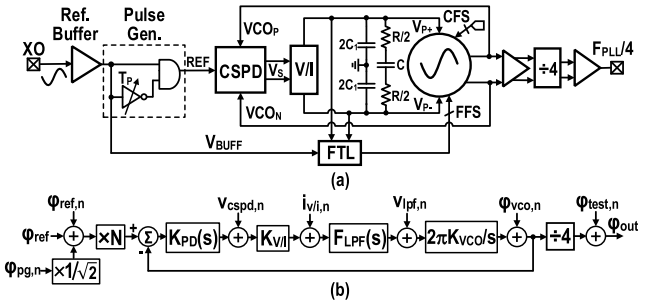 Ref.
Buffer
Pulse
Gen.
XO
T_P
REF
VCO_P
CSPD
V_S
V/I
VCO_N
2C_1
2C_1
R/2
C
R/2
V_P+
V_P-
CFS
FFS
÷4
F_PLL/4
V_BUFF
FTL
(a)
φ_ref,n
φ_ref
φ_pg,n
×1/√2
×N
+
Σ
-
K_PD(s)
v_cspd,n
K_V/I
i_v/i,n
F_LPF(s)
v_lpf,n
2πK_VCO/s
φ_vco,n
÷4
φ_test,n
φ_out
(b)